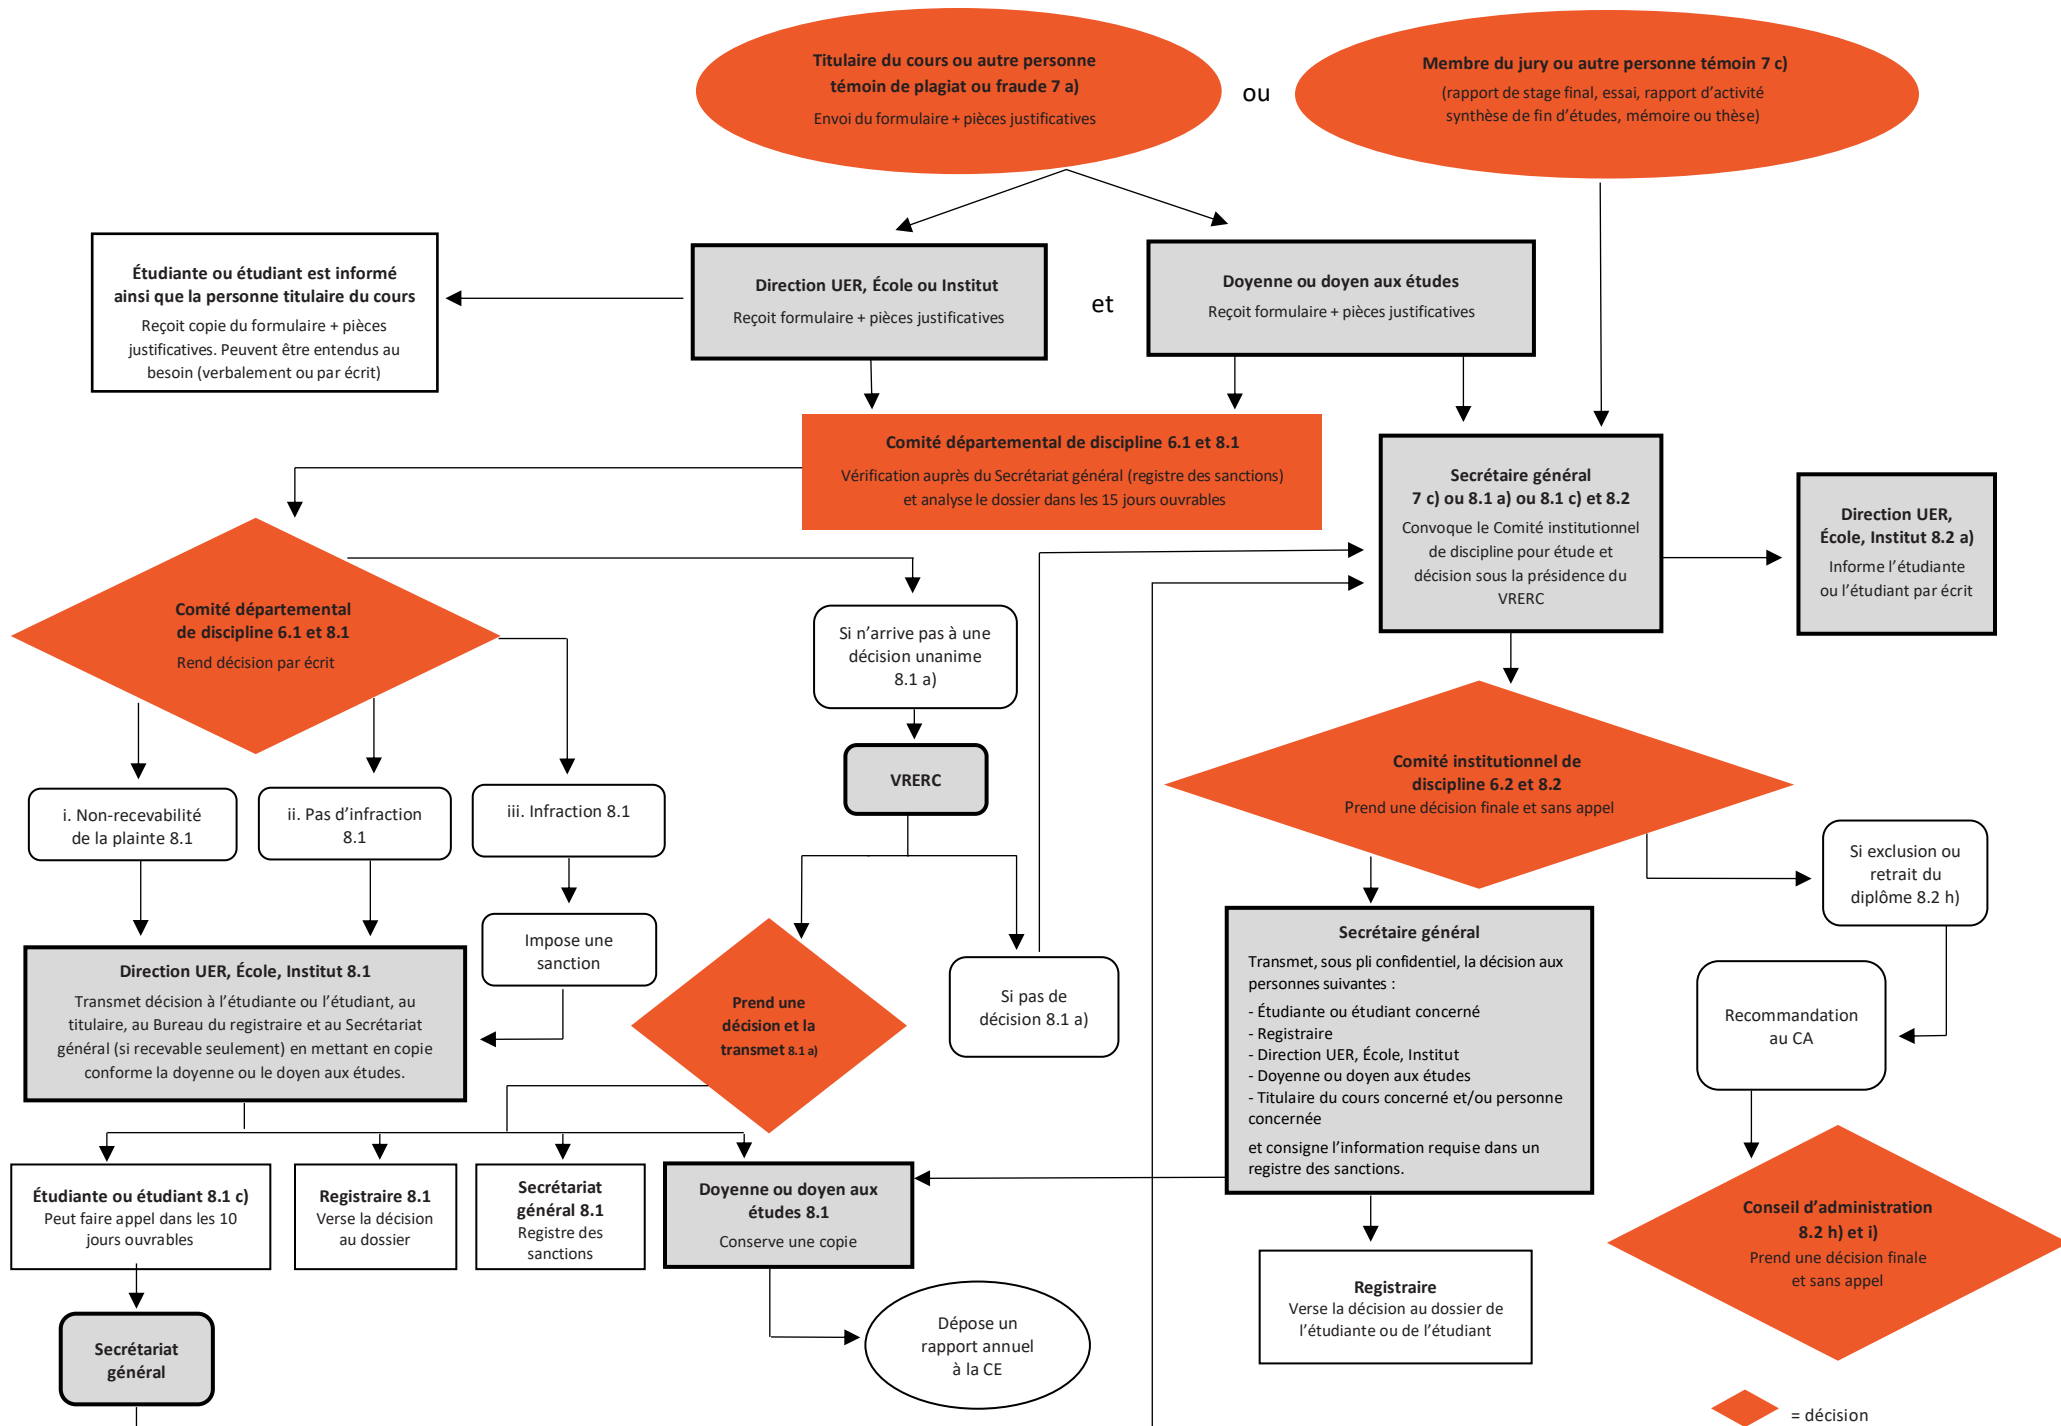 Titulaire du cours ou autre personne
témoin de plagiat ou fraude 7 a)
Envoi du formulaire + pièces justificatives
ou
Membre du jury ou autre personne témoin 7 c)
(rapport de stage final, essai, rapport d’activité
synthèse de fin d’études, mémoire ou thèse)
Étudiante ou étudiant est informé
ainsi que la personne titulaire du cours
Reçoit copie du formulaire + pièces
justificatives. Peuvent être entendus au
besoin (verbalement ou par écrit)
Direction UER, École ou Institut
Reçoit formulaire + pièces justificatives
et
Doyenne ou doyen aux études
Reçoit formulaire + pièces justificatives
Comité départemental de discipline 6.1 et 8.1
Vérification auprès du Secrétariat général (registre des sanctions)
et analyse le dossier dans les 15 jours ouvrables
Secrétaire général
7 c) ou 8.1 a) ou 8.1 c) et 8.2
Convoque le Comité institutionnel
de discipline pour étude et
décision sous la présidence du
VRERC
Direction UER,
École, Institut 8.2 a)
Informe l’étudiante
ou l’étudiant par écrit
Comité départemental
de discipline 6.1 et 8.1
Rend décision par écrit
Si n’arrive pas à une
décision unanime
8.1 a)
VRERC
Comité institutionnel de
discipline 6.2 et 8.2
Prend une décision finale et sans appel
i. Non-recevabilité
de la plainte 8.1
ii. Pas d’infraction
8.1
iii. Infraction 8.1
Si exclusion ou
retrait du
diplôme 8.2 h)
Impose une
sanction
Direction UER, École, Institut 8.1
Transmet décision à l’étudiante ou l’étudiant, au
titulaire, au Bureau du registraire et au Secrétariat
général (si recevable seulement) en mettant en copie
conforme la doyenne ou le doyen aux études.
Prend une
décision et la
transmet 8.1 a)
Si pas de
décision 8.1 a)
Secrétaire général
Transmet, sous pli confidentiel, la décision aux
personnes suivantes :
- Étudiante ou étudiant concerné
- Registraire
- Direction UER, École, Institut
- Doyenne ou doyen aux études
- Titulaire du cours concerné et/ou personne
concernée
et consigne l’information requise dans un
registre des sanctions.
Recommandation
au CA
Étudiante ou étudiant 8.1 c)
Peut faire appel dans les 10
jours ouvrables
Registraire 8.1
Verse la décision
au dossier
Secrétariat
général 8.1
Registre des
sanctions
Doyenne ou doyen aux
études 8.1
Conserve une copie
Conseil d’administration
8.2 h) et i)
Prend une décision finale
et sans appel
Registraire
Verse la décision au dossier de
l’étudiante ou de l’étudiant
Secrétariat
général
Dépose un
rapport annuel
à la CE
= décision